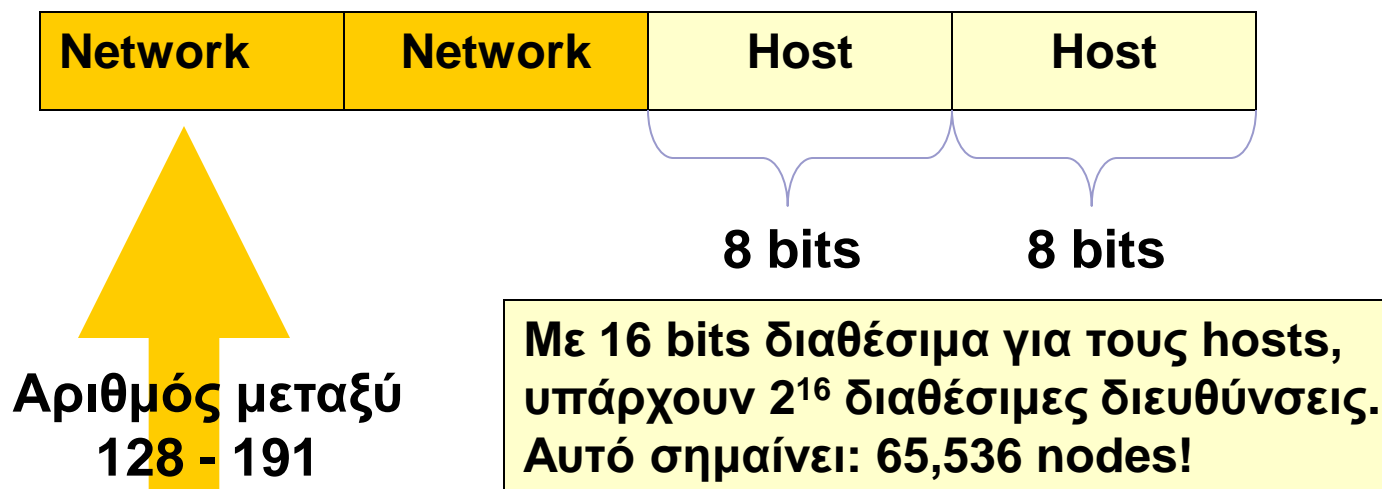 Network Network Host Host
8 bits 8 bits
Αριθμός μεταξύ
128 - 191
Με 16 bits διαθέσιμα για τους hosts,
υπάρχουν 2¹⁶ διαθέσιμες διευθύνσεις.
Αυτό σημαίνει: 65,536 nodes!